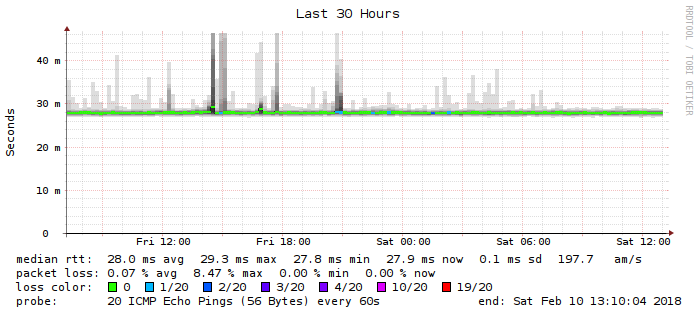 Last 30 Hours
RRDTOOL / TOBI OETIKER
Seconds
40 m
30 m
20 m
10 m
0
Fri 12:00 Fri 18:00 Sat 00:00 Sat 06:00 Sat 12:00
median rtt: 28.0 ms avg 29.3 ms max 27.8 ms min 27.9 ms now 0.1 ms sd 197.7 am/s
packet loss: 0.07 % avg 8.47 % max 0.00 % min 0.00 % now
loss color: 0 1/20 2/20 3/20 4/20 10/20 19/20
probe: 20 ICMP Echo Pings (56 Bytes) every 60s end: Sat Feb 10 13:10:04 2018